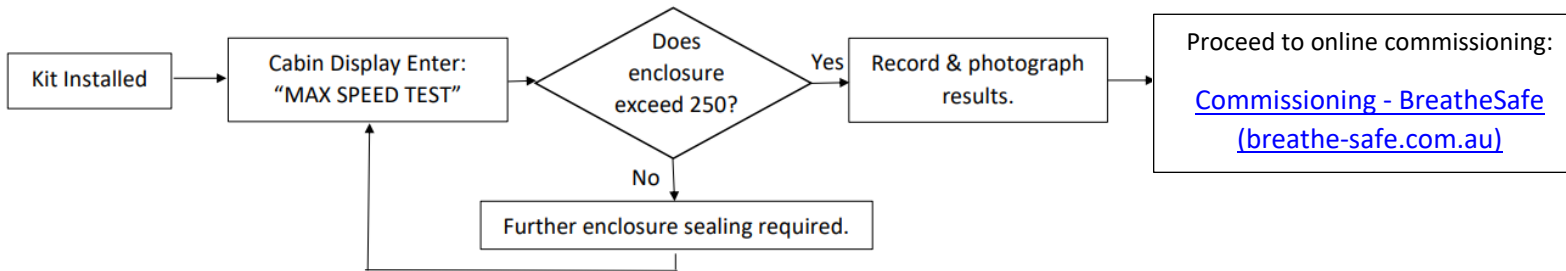 Kit Installed
Cabin Display Enter:
“MAX SPEED TEST”
Does
enclosure
exceed 250?
Yes
Record & photograph
results.
Proceed to online commissioning:
Commissioning - BreatheSafe
(breathe-safe.com.au)
No
Further enclosure sealing required.